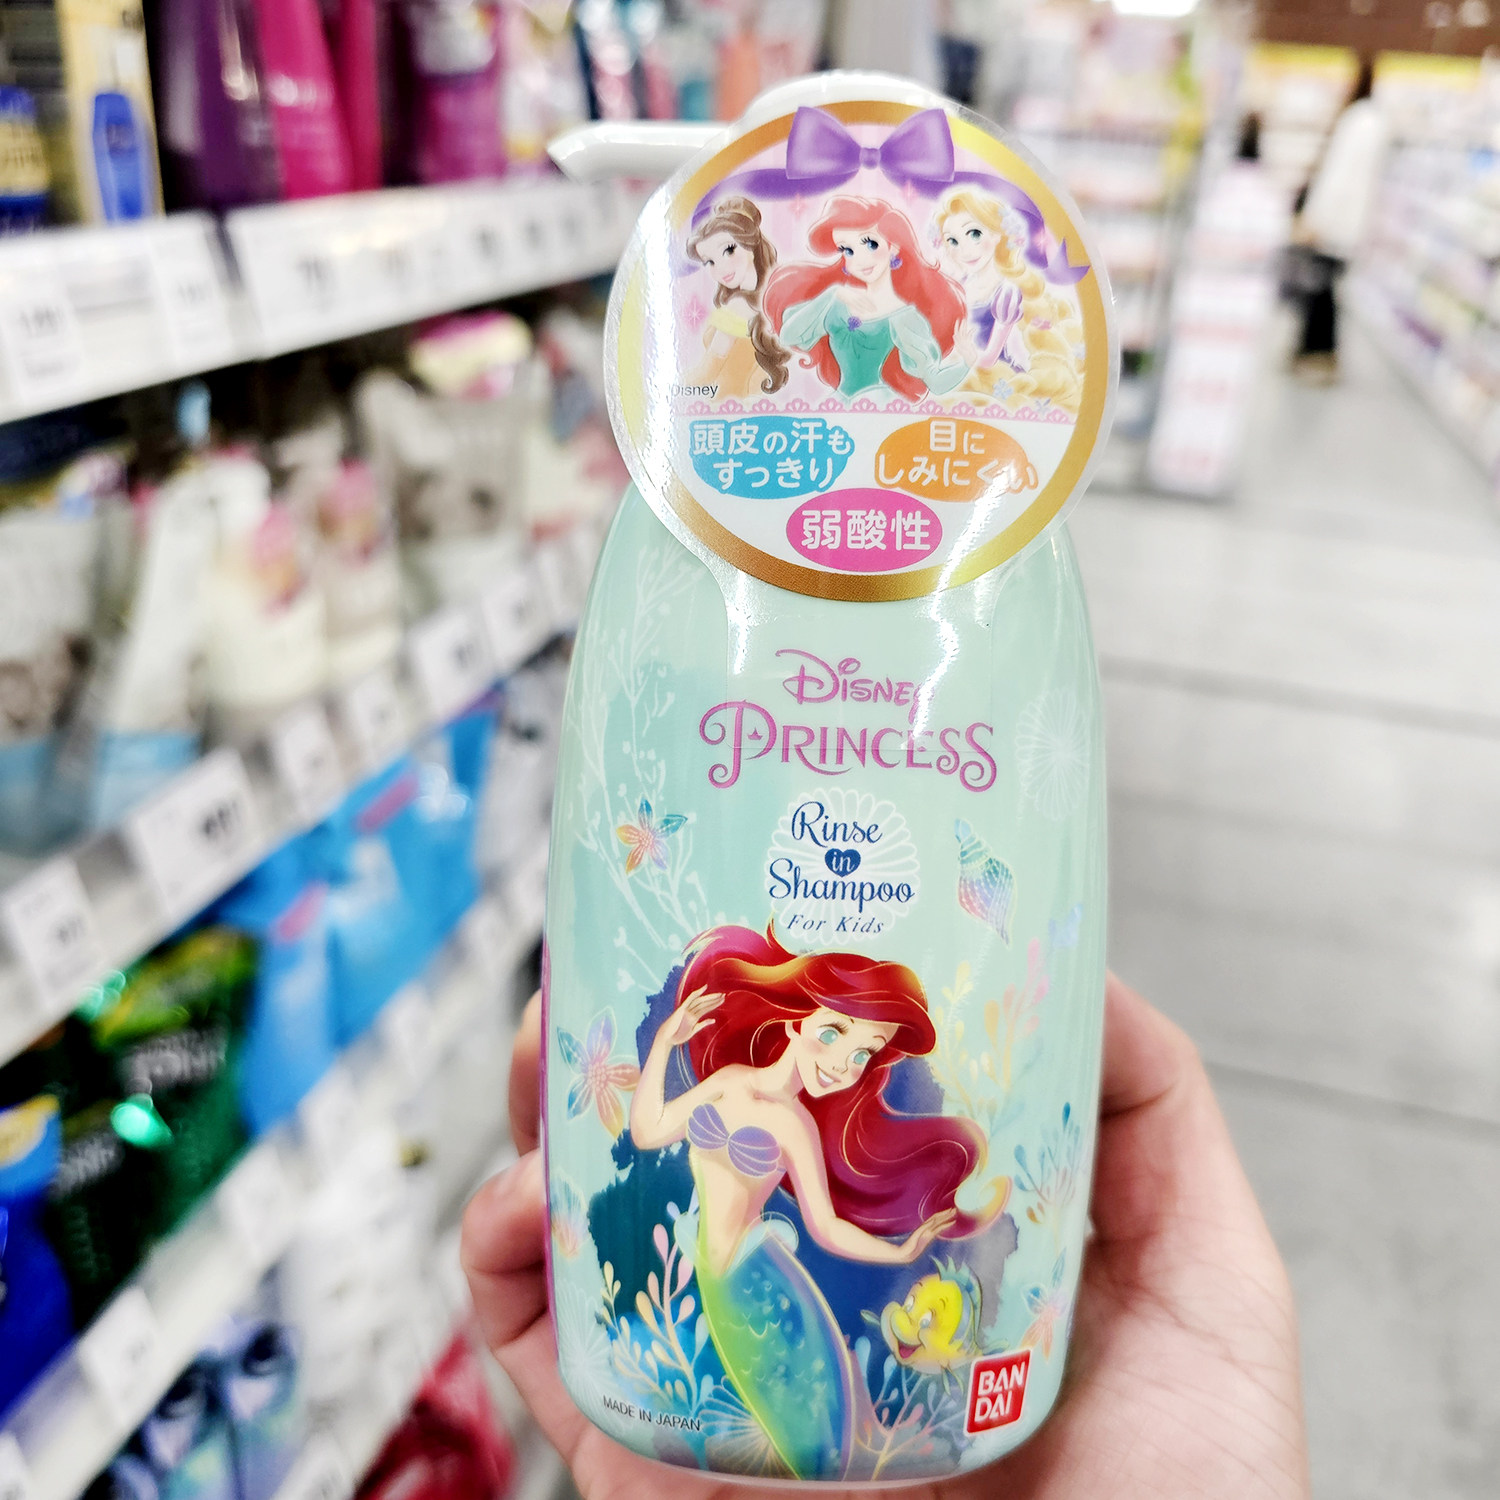 Disney
頭皮の汗も
すっきり
目に
しみにくい
弱酸性
Disney
PRINCESS
Rinse
in
Shampoo
For Kids
MADE IN JAPAN
BAN
DAI